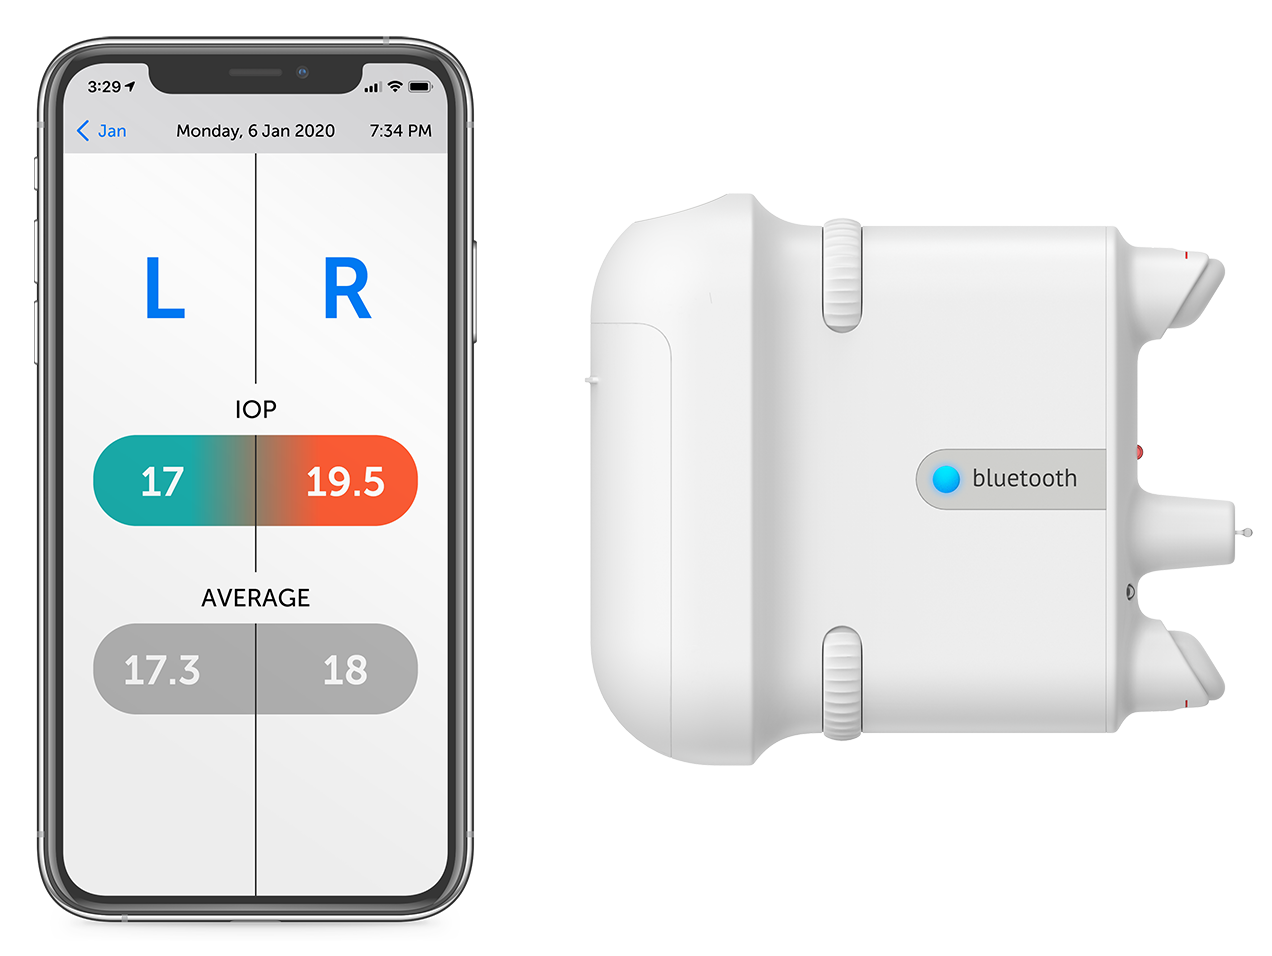 3:29
Jan Monday, 6 Jan 2020 7:34 PM
L R
IOP
17 19.5
AVERAGE
17.3 18
bluetooth